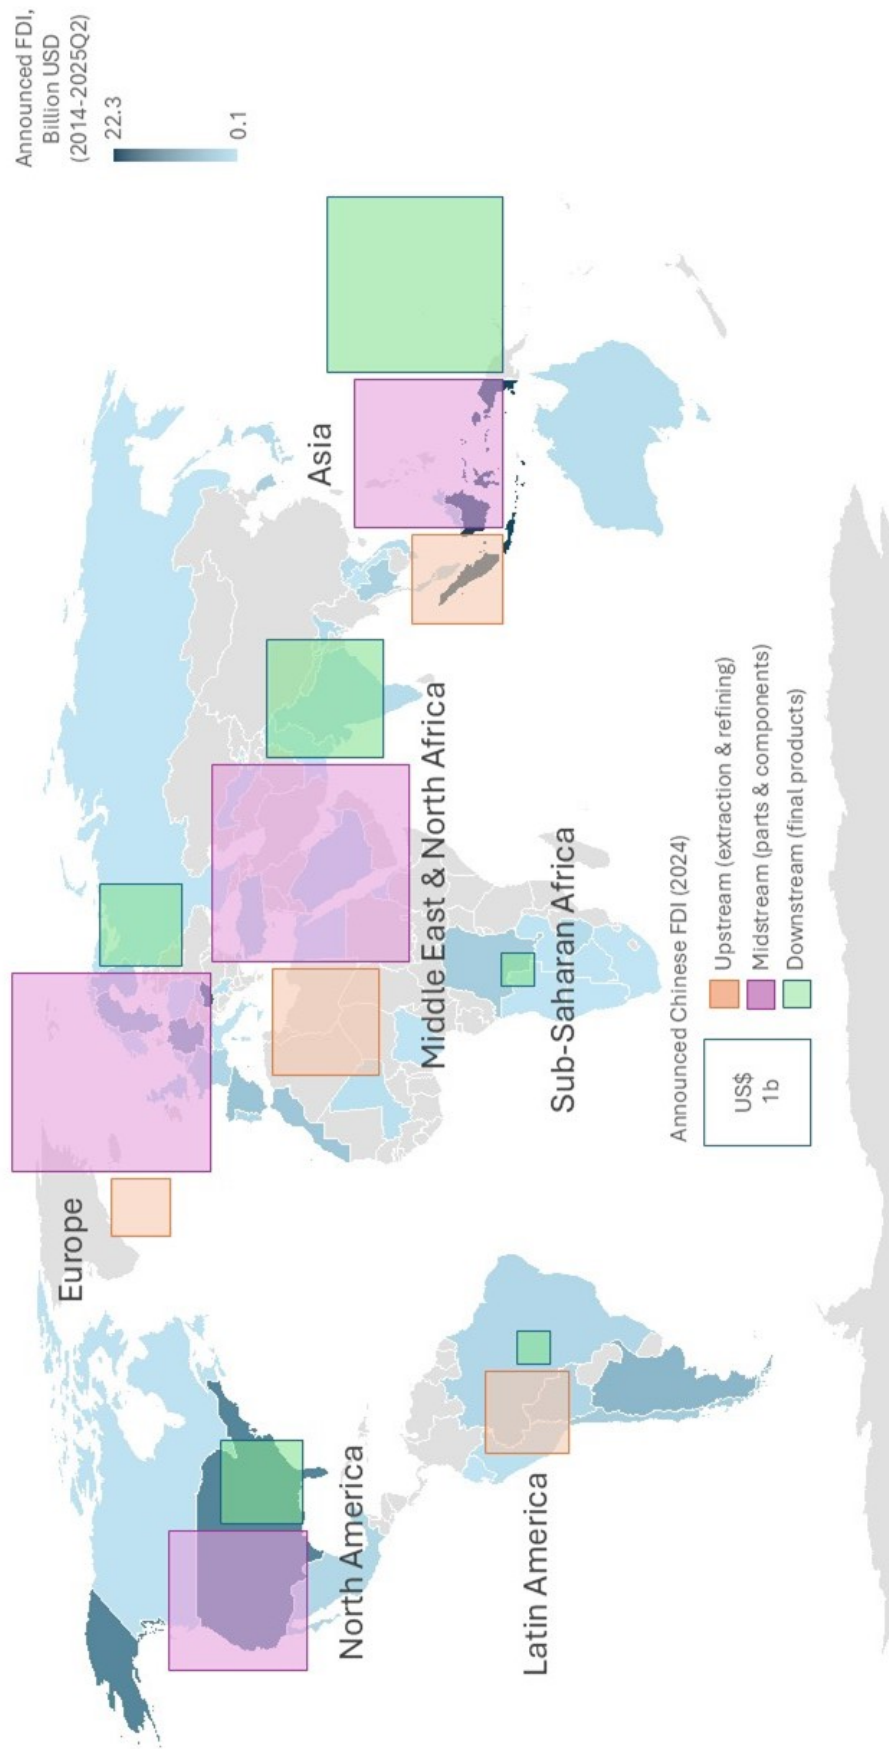 Announced FDI,
Billion USD
(2014-2025Q2)
22.3
0.1
Europe
Asia
North America
Middle East & North Africa
Latin America
Sub-Saharan Africa
Announced Chinese FDI (2024)
US$
1b
Upstream (extraction & refining)
Midstream (parts & components)
Downstream (final products)